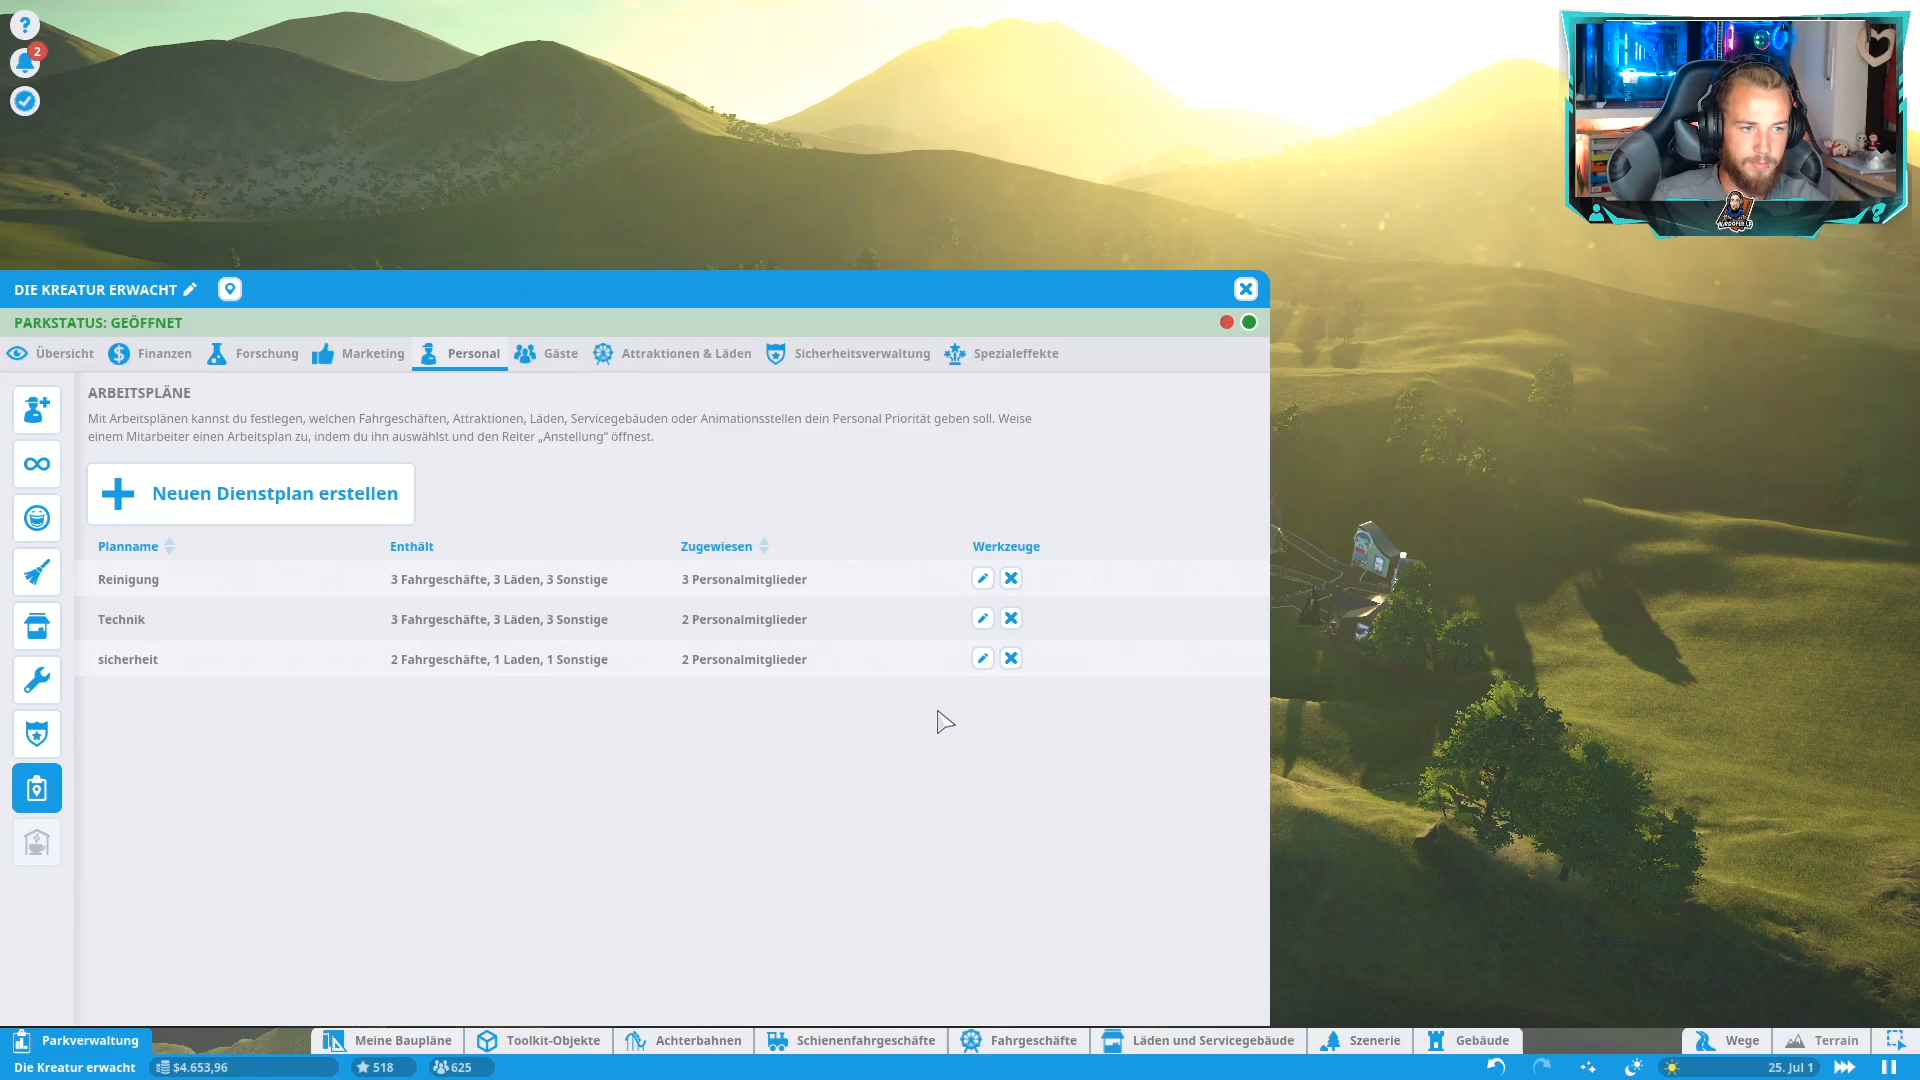 ?
2
DIE KREATUR ERWACHT
PARKSTATUS: GEÖFFNET
Übersicht
Finanzen
Forschung
Marketing
Personal
Gäste
Attraktionen & Läden
Sicherheitsverwaltung
Spezialeffekte
ARBEITSPLÄNE
Mit Arbeitsplänen kannst du festlegen, welchen Fahrgeschäften, Attraktionen, Läden, Servicegebäuden oder Animationsstellen dein Personal Priorität geben soll. Weise
einem Mitarbeiter einen Arbeitsplan zu, indem du ihn auswählst und den Reiter „Anstellung“ öffnest.
Neuen Dienstplan erstellen
Planname Enthält Zugewiesen Werkzeuge
Reinigung 3 Fahrgeschäfte, 3 Läden, 3 Sonstige 3 Personalmitglieder
Technik 3 Fahrgeschäfte, 3 Läden, 3 Sonstige 2 Personalmitglieder
sicherheit 2 Fahrgeschäfte, 1 Laden, 1 Sonstige 2 Personalmitglieder
Parkverwaltung
Meine Baupläne
Toolkit-Objekte
Achterbahnen
Schienenfahrgeschäfte
Fahrgeschäfte
Läden und Servicegebäude
Szenerie
Gebäude
Wege
Terrain
Die Kreatur erwacht
$4.653,96
518
625
25. Jul 1